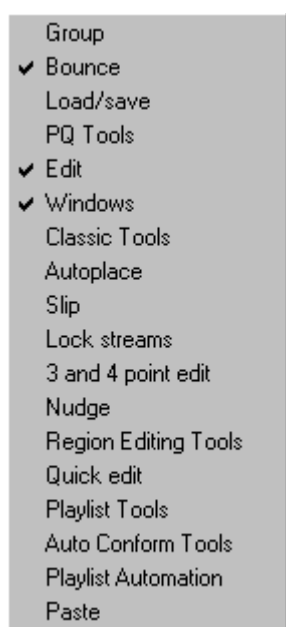 Group
Bounce
Load/save
PQ Tools
Edit
Windows
Classic Tools
Autoplace
Slip
Lock streams
3 and 4 point edit
Nudge
Region Editing Tools
Quick edit
Playlist Tools
Auto Conform Tools
Playlist Automation
Paste